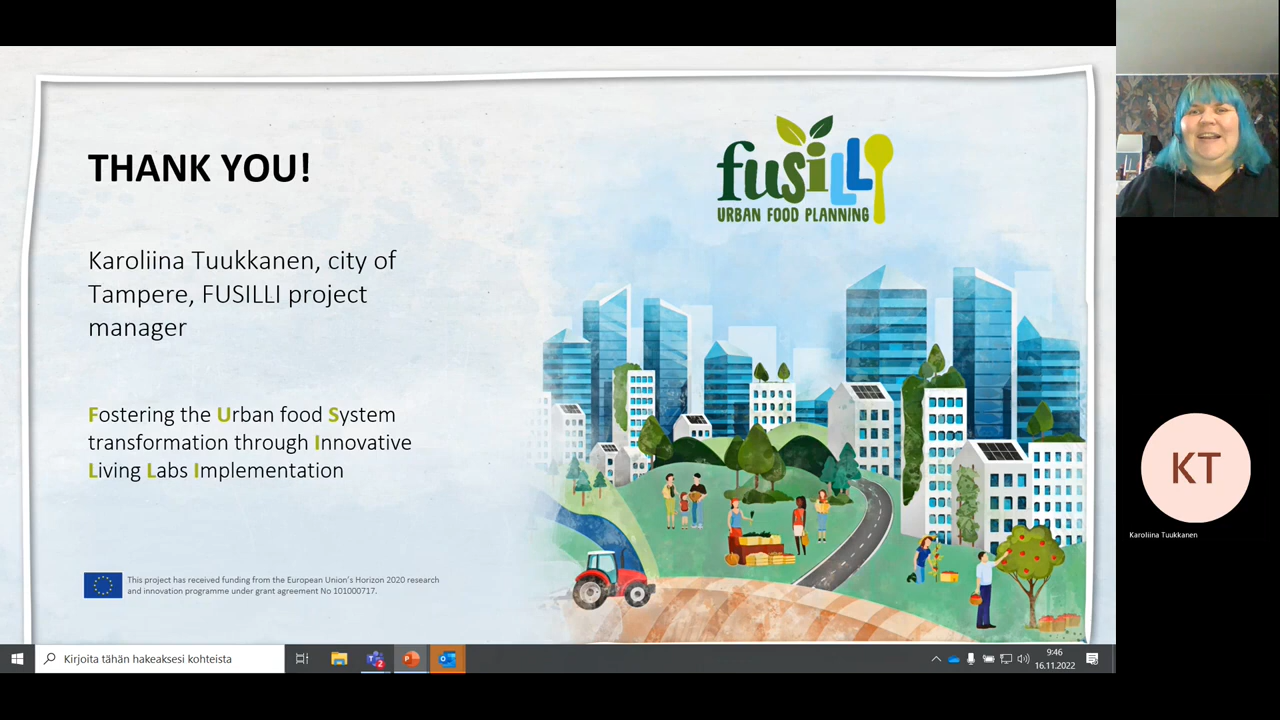 THANK YOU!
Karoliina Tuukkanen, city of
Tampere, FUSILLI project
manager
Fostering the Urban food System
transformation through Innovative
Living Labs Implementation
This project has received funding from the European Union's Horizon 2020 research
and innovation programme under grant agreement No 101000717.
fusiLLi
URBAN FOOD PLANNING
KT
Karoliina Tuukkanen
Kirjoita tähän hakeaksesi kohteista
2
9:46
16.11.2022